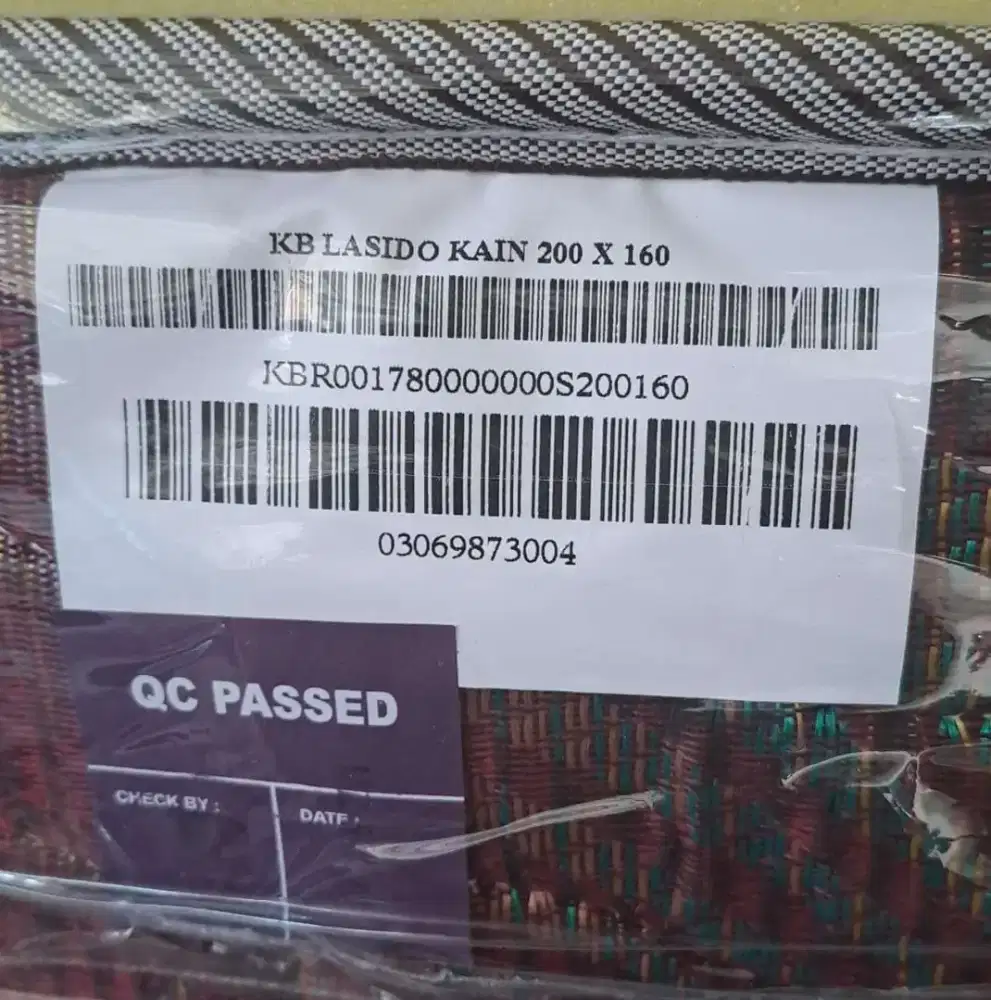 KB LASIDO KAIN 200 X 160
KBR001780000000S200160
03069873004
QC PASSED
CHECK BY :
DATE :